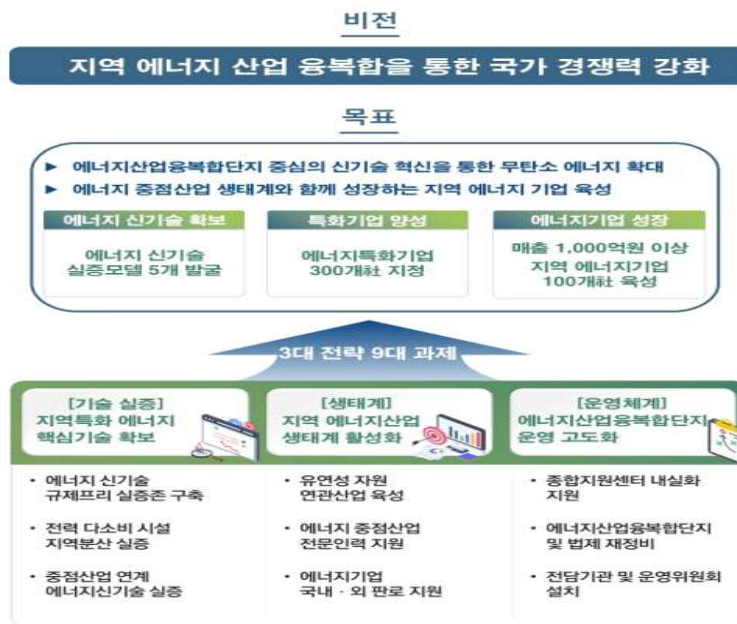 비전
지역 에너지 산업 융복합을 통한 국가 경쟁력 강화
목표
► 에너지산업융복합단지 중심의 신기술 혁신을 통한 무탄소 에너지 확대
► 에너지 중점산업 생태계와 함께 성장하는 지역 에너지 기업 육성
에너지 신기술 확보
에너지 신기술
실증모델 5개 발굴
특화기업 양성
에너지특화기업
300개社 지정
에너지기업 성장
매출 1,000억원 이상
지역 에너지기업
100개社 육성
3대 전략 9대 과제
[기술 실증]
지역특화 에너지
핵심기술 확보
• 에너지 신기술
규제프리 실증존 구축
• 전력 다소비 시설
지역분산 실증
• 중점산업 연계
에너지신기술 실증
[생태계]
지역 에너지산업
생태계 활성화
• 유연성 자원
연관산업 육성
• 에너지 중점산업
전문인력 지원
• 에너지기업
국내 · 외 판로 지원
[운영체계]
에너지산업융복합단지
운영 고도화
• 종합지원센터 내실화
지원
• 에너지산업융복합단지
및 법제 재정비
• 전담기관 및 운영위원회
설치